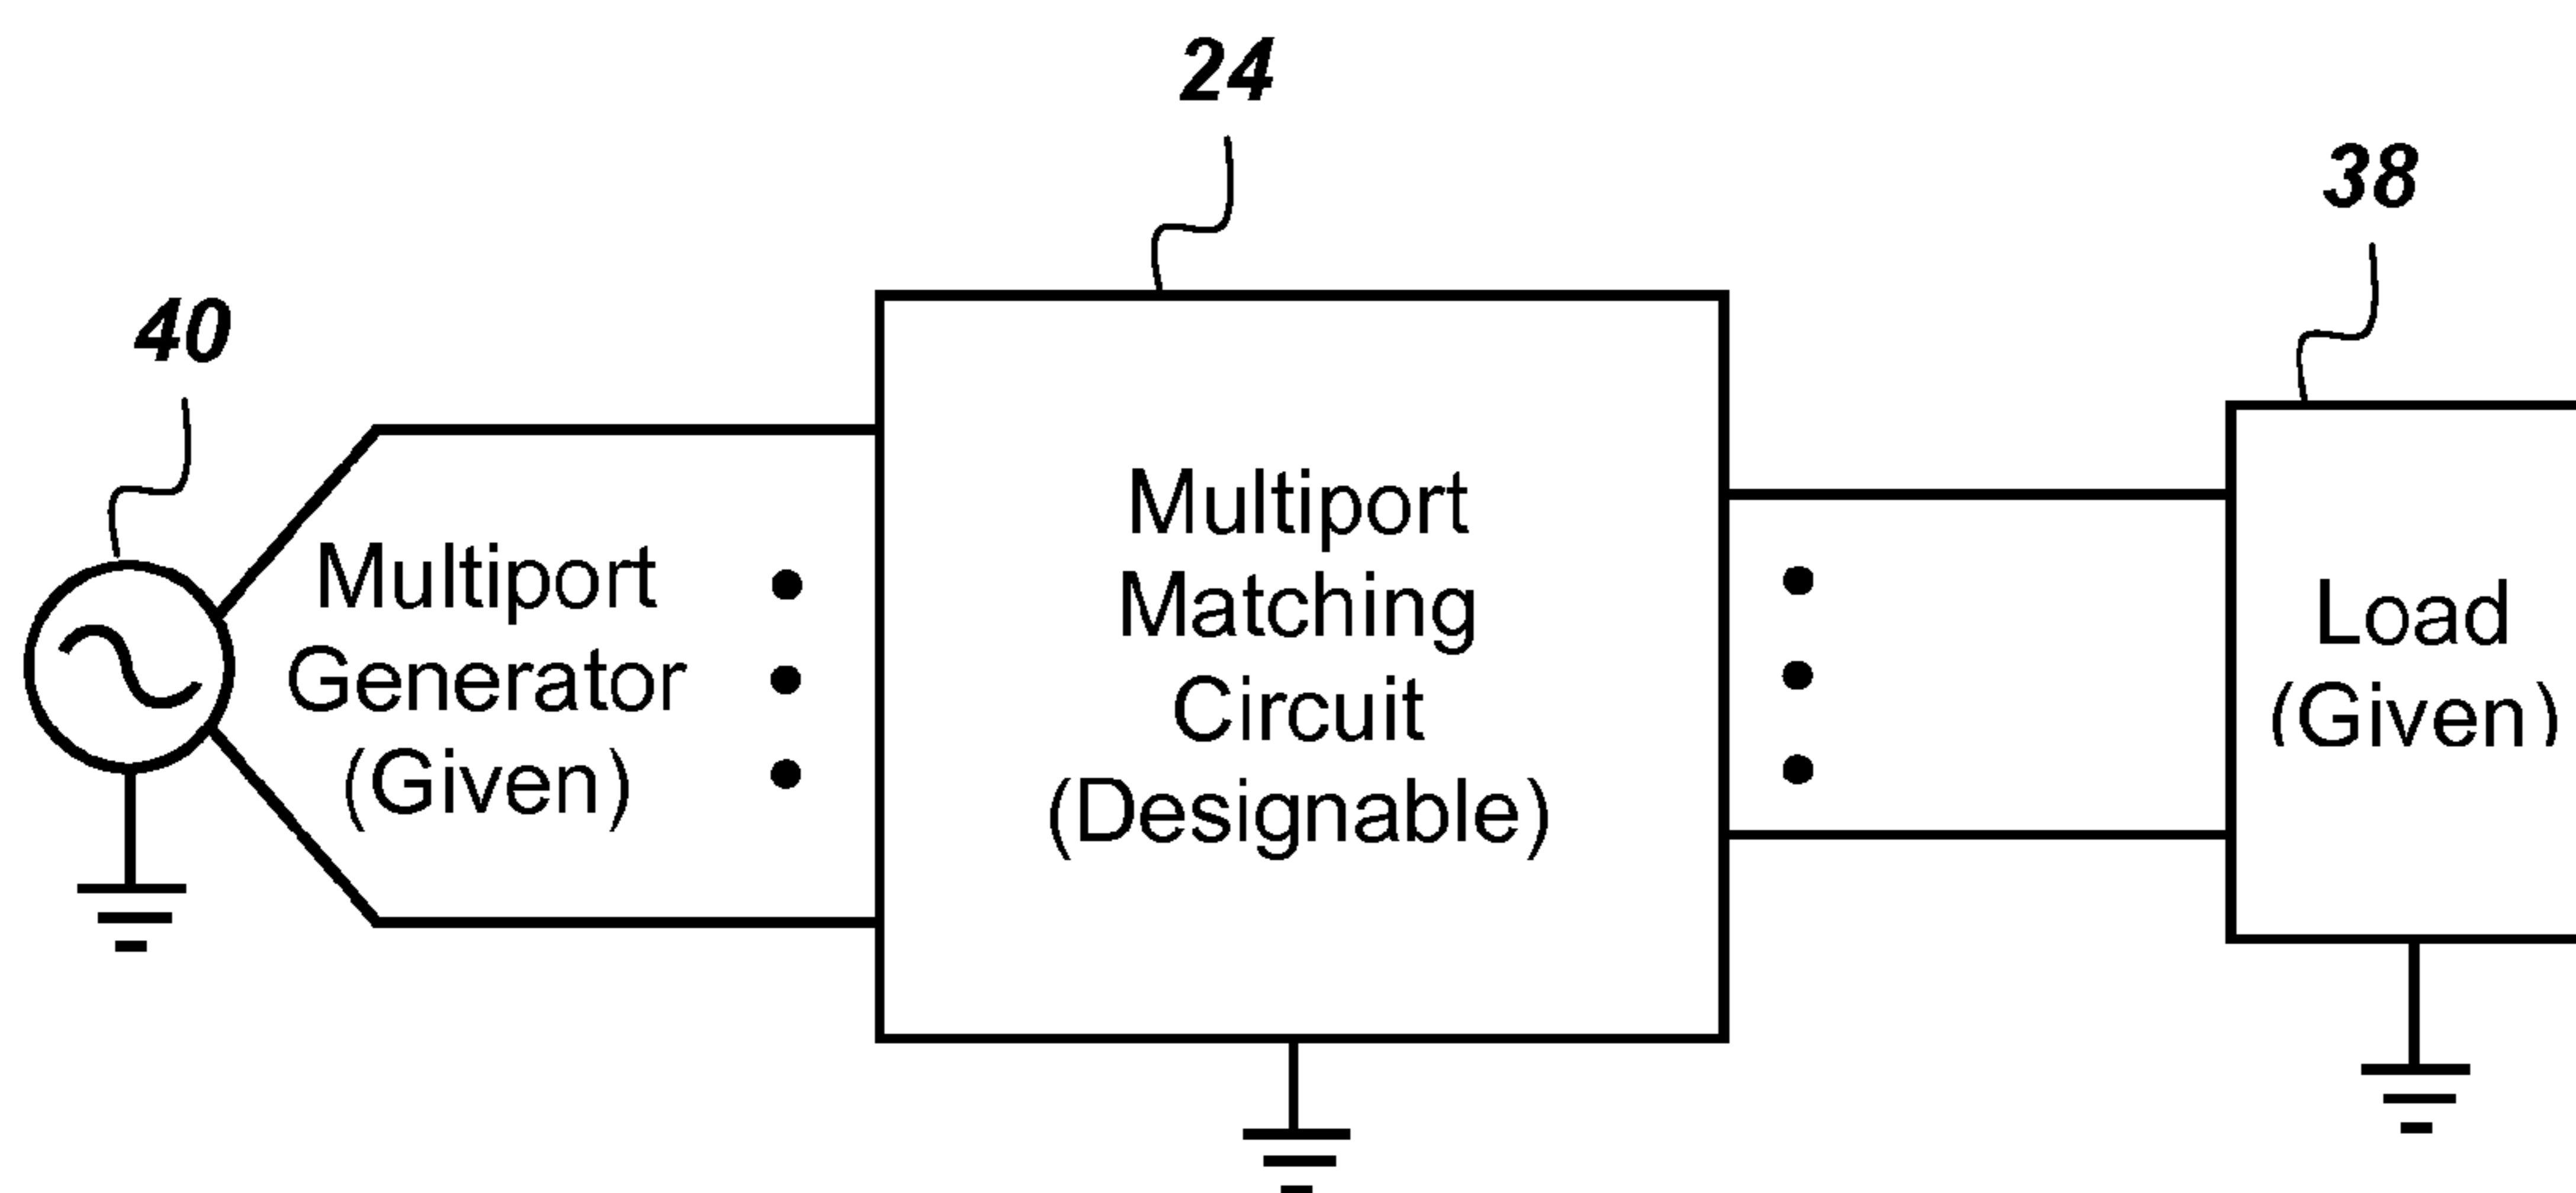 24
38
40
Multiport
Generator
(Given)
Multiport
Matching
Circuit
(Designable)
Load
(Given)